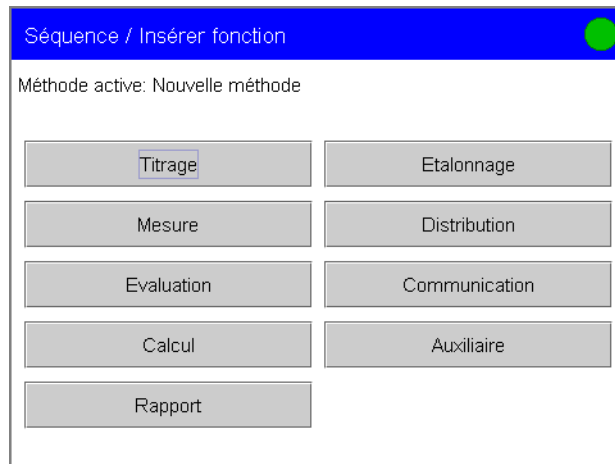 Séquence / Insérer fonction
Méthode active: Nouvelle méthode
Titrage
Etalonnage
Mesure
Distribution
Evaluation
Communication
Calcul
Auxiliaire
Rapport